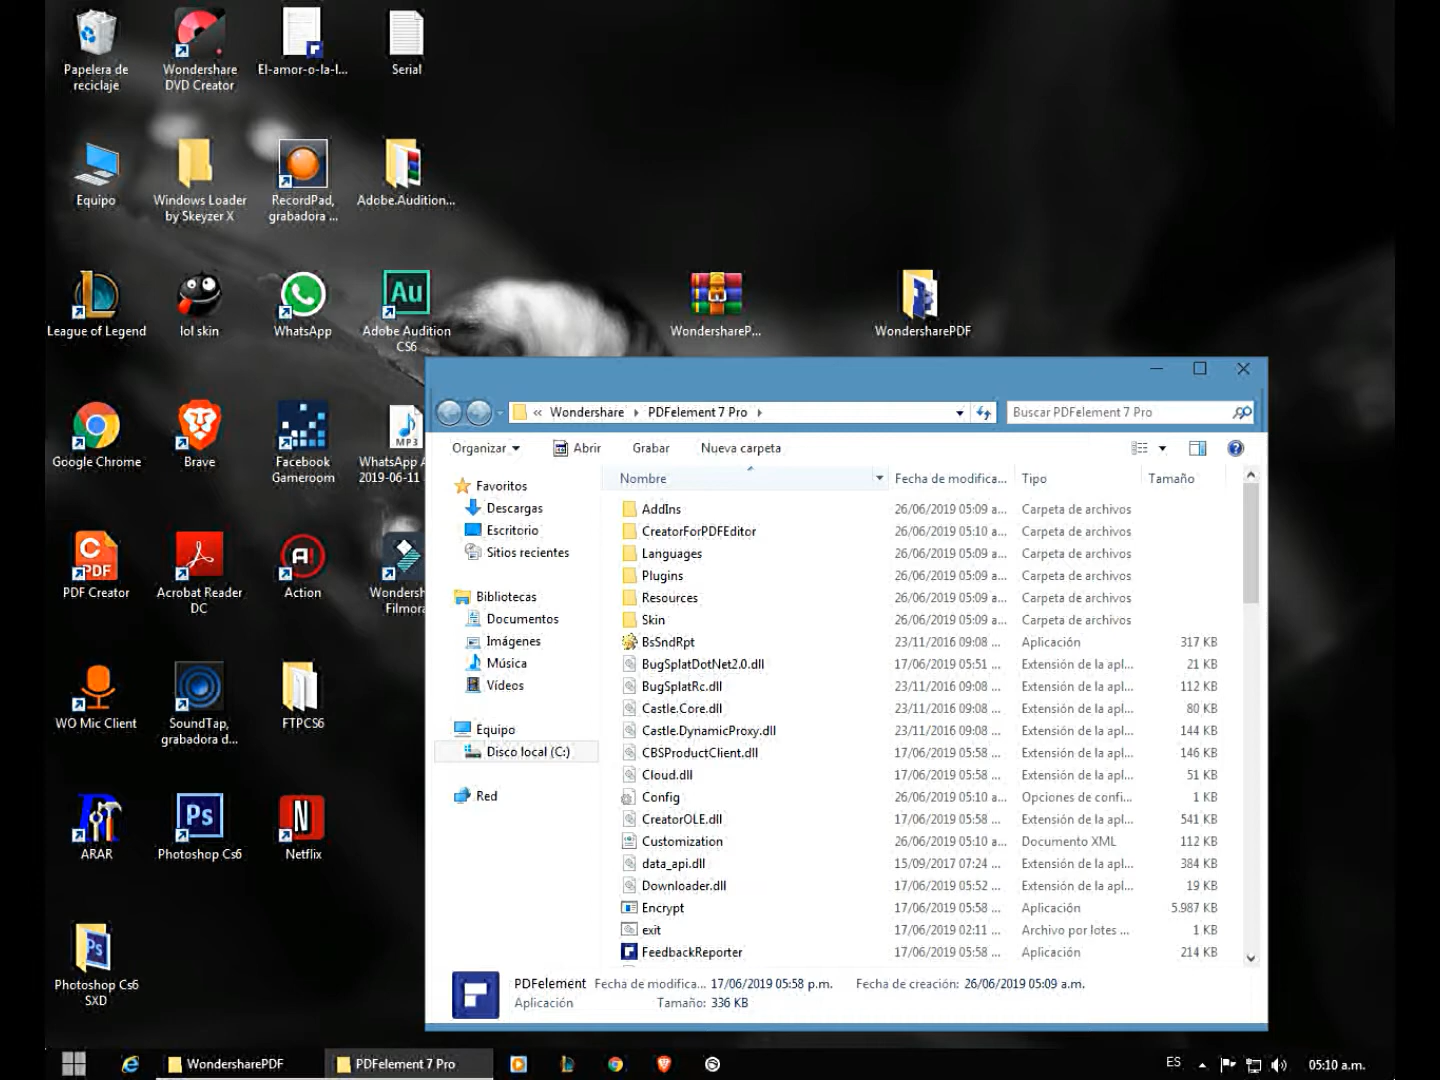 Papelera de
reciclaje
Wondershare
DVD Creator
El-amor-o-la-l...
Serial
Equipo
Windows Loader
by Skeyzer X
RecordPad,
grabadora ...
Adobe.Audition...
League of Legend
lol skin
WhatsApp
Au
Adobe Audition
CS6
WondershareP...
WondersharePDF
Google Chrome
Brave
Facebook
Gameroom
MP3
WhatsApp A
2019-06-11
C
PDF
PDF Creator
Acrobat Reader
DC
A!
Action
Wondersh
Filmora
WO Mic Client
SoundTap,
grabadora d...
FTPCS6
ARAR
Ps
Photoshop Cs6
N
Netflix
Ps
Photoshop Cs6
SXD
« Wondershare PDFelement 7 Pro
Buscar PDFelement 7 Pro
Organizar Abrir Grabar Nueva carpeta
Favoritos
Descargas
Escritorio
Sitios recientes
Bibliotecas
Documentos
Imágenes
Música
Vídeos
Equipo
Disco local (C:)
Red
Nombre Fecha de modifica... Tipo Tamaño
AddIns 26/06/2019 05:09 a... Carpeta de archivos
CreatorForPDFEditor 26/06/2019 05:10 a... Carpeta de archivos
Languages 26/06/2019 05:09 a... Carpeta de archivos
Plugins 26/06/2019 05:09 a... Carpeta de archivos
Resources 26/06/2019 05:09 a... Carpeta de archivos
Skin 26/06/2019 05:09 a... Carpeta de archivos
BsSndRpt 23/11/2016 09:08 ... Aplicación 317 KB
BugSplatDotNet2.0.dll 17/06/2019 05:51 ... Extensión de la apl... 21 KB
BugSplatRc.dll 23/11/2016 09:08 ... Extensión de la apl... 112 KB
Castle.Core.dll 23/11/2016 09:08 ... Extensión de la apl... 80 KB
Castle.DynamicProxy.dll 23/11/2016 09:08 ... Extensión de la apl... 144 KB
CBSProductClient.dll 17/06/2019 05:58 ... Extensión de la apl... 146 KB
Cloud.dll 17/06/2019 05:58 ... Extensión de la apl... 51 KB
Config 26/06/2019 05:10 a... Opciones de confi... 1 KB
CreatorOLE.dll 17/06/2019 05:58 ... Extensión de la apl... 541 KB
Customization 26/06/2019 05:10 a... Documento XML 112 KB
data_api.dll 15/09/2017 07:24 ... Extensión de la apl... 384 KB
Downloader.dll 17/06/2019 05:52 ... Extensión de la apl... 19 KB
Encrypt 17/06/2019 05:58 ... Aplicación 5.987 KB
exit 17/06/2019 02:11 ... Archivo por lotes ... 1 KB
FeedbackReporter 17/06/2019 05:58 ... Aplicación 214 KB
PDFelement Fecha de modifica... 17/06/2019 05:58 p.m. Fecha de creación: 26/06/2019 05:09 a.m.
Aplicación Tamaño: 336 KB
WondersharePDF
PDFelement 7 Pro
ES
05:10 a.m.